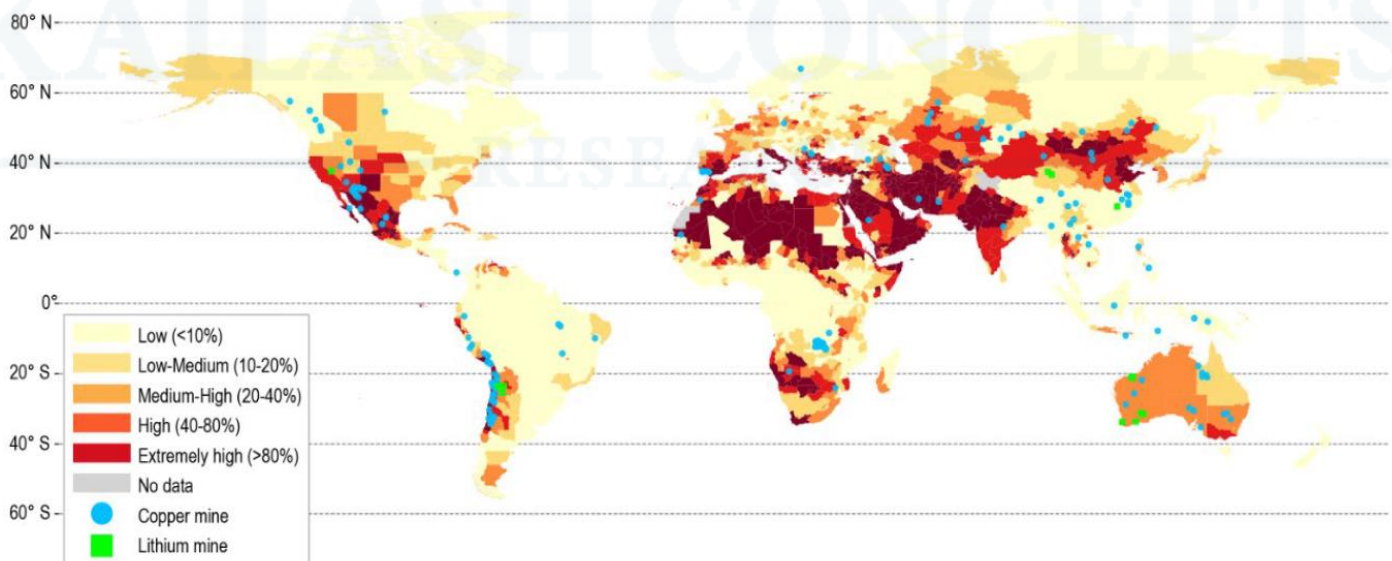 KAILASH CONCEPTS
RESEARCH
80° N
60° N
40° N
20° N
0°
20° S
40° S
60° S
Low (<10%)
Low-Medium (10-20%)
Medium-High (20-40%)
High (40-80%)
Extremely high (>80%)
No data
Copper mine
Lithium mine